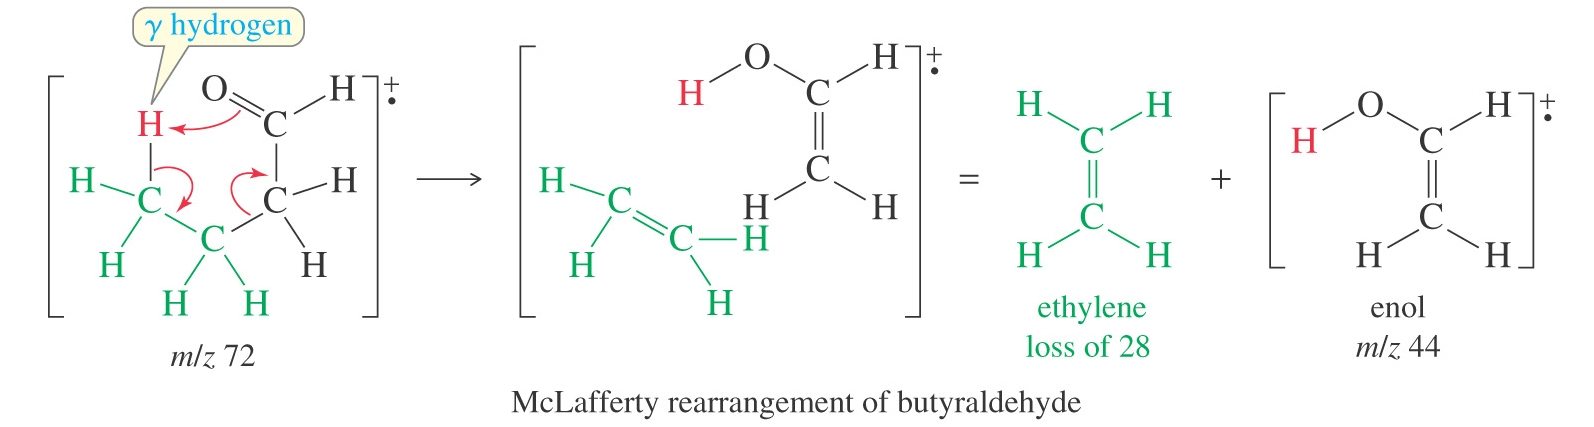 γ hydrogen
H O H ·+
H C
H C C H
C
H H
H H
m/z 72
H O H ·+
C
H C C
H H
C H
H
H
=
H H
C
C
H H
ethylene
loss of 28
+
H O H ·+
C
C
H H
enol
m/z 44
McLafferty rearrangement of butyraldehyde